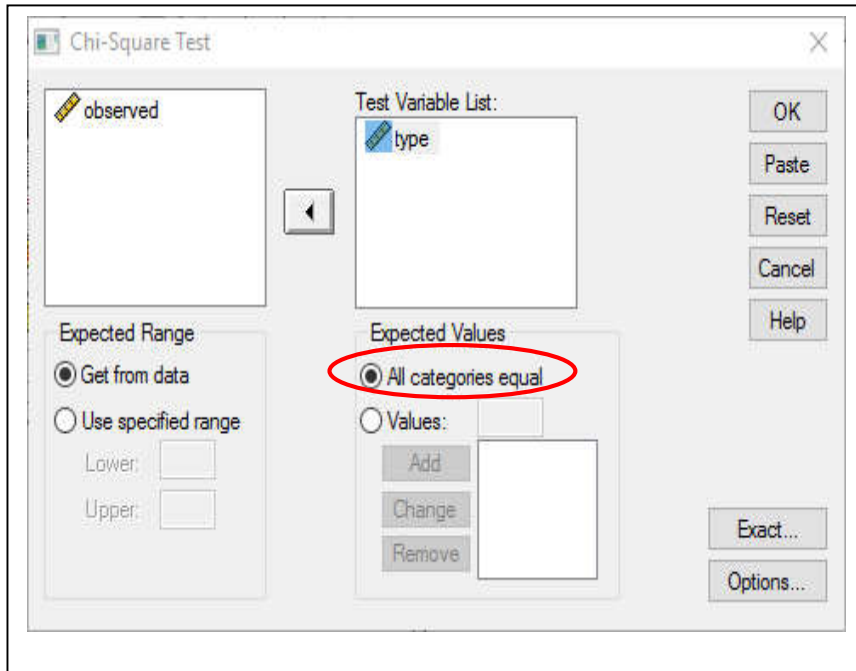 Chi-Square Test
observed
Test Variable List:
type
OK
Paste
Reset
Cancel
Help
Expected Range
Get from data
Use specified range
Lower:
Upper:
Expected Values
All categories equal
Values:
Add
Change
Remove
Exact...
Options...